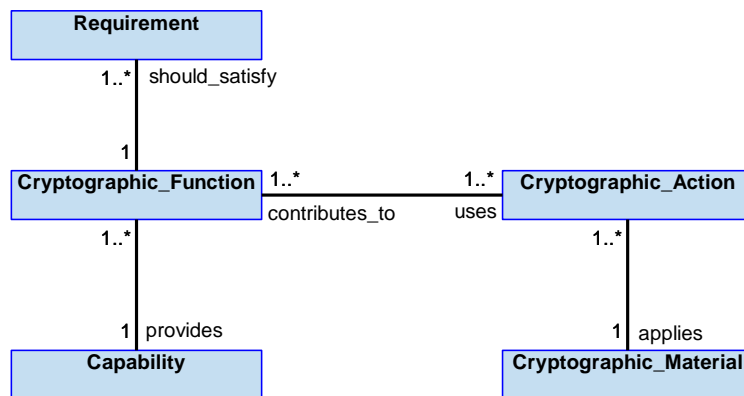 Requirement
1..* should_satisfy
1
Cryptographic_Function
1..* 1..*
Cryptographic_Action
contributes_to uses
1..* 1..*
1 provides 1 applies
Capability
Cryptographic_Material